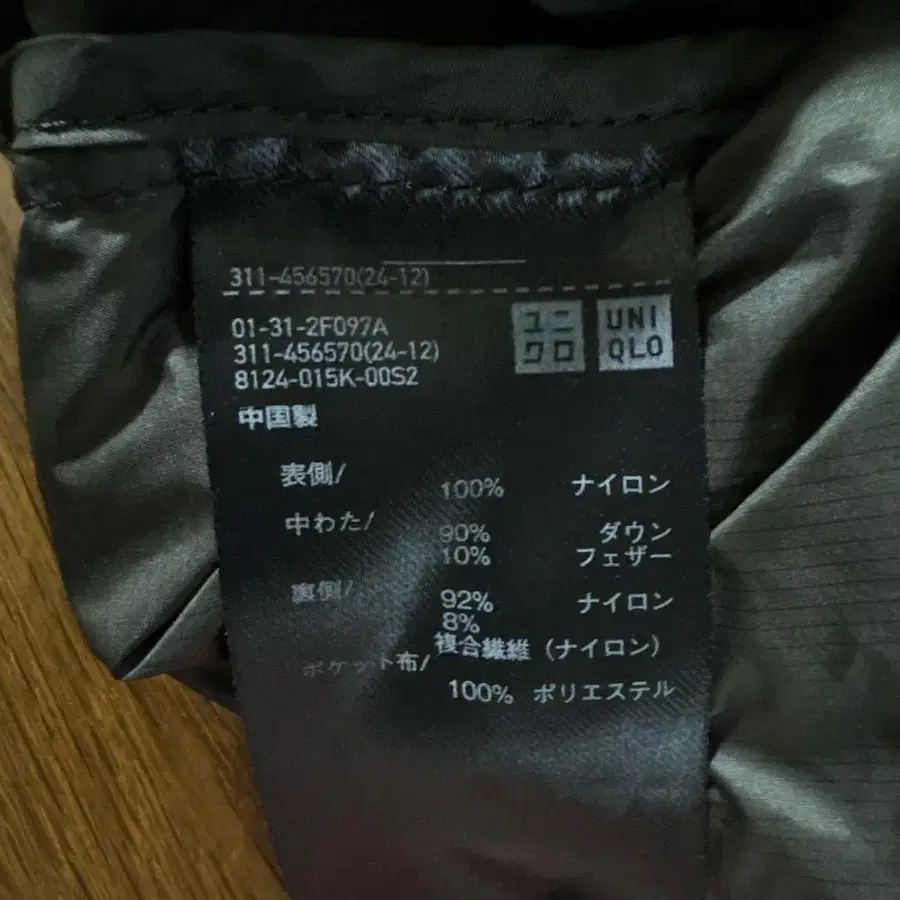 311-456570(24-12)
01-31-2F097A
311-456570(24-12)
8124-015K-00S2
ユニ
クロ
UNI
QLO
中国製
表側/
100% ナイロン
中わた/
90% ダウン
10% フェザー
裏側/
92% ナイロン
8%
複合繊維 (ナイロン)
ポケット布/
100% ポリエステル